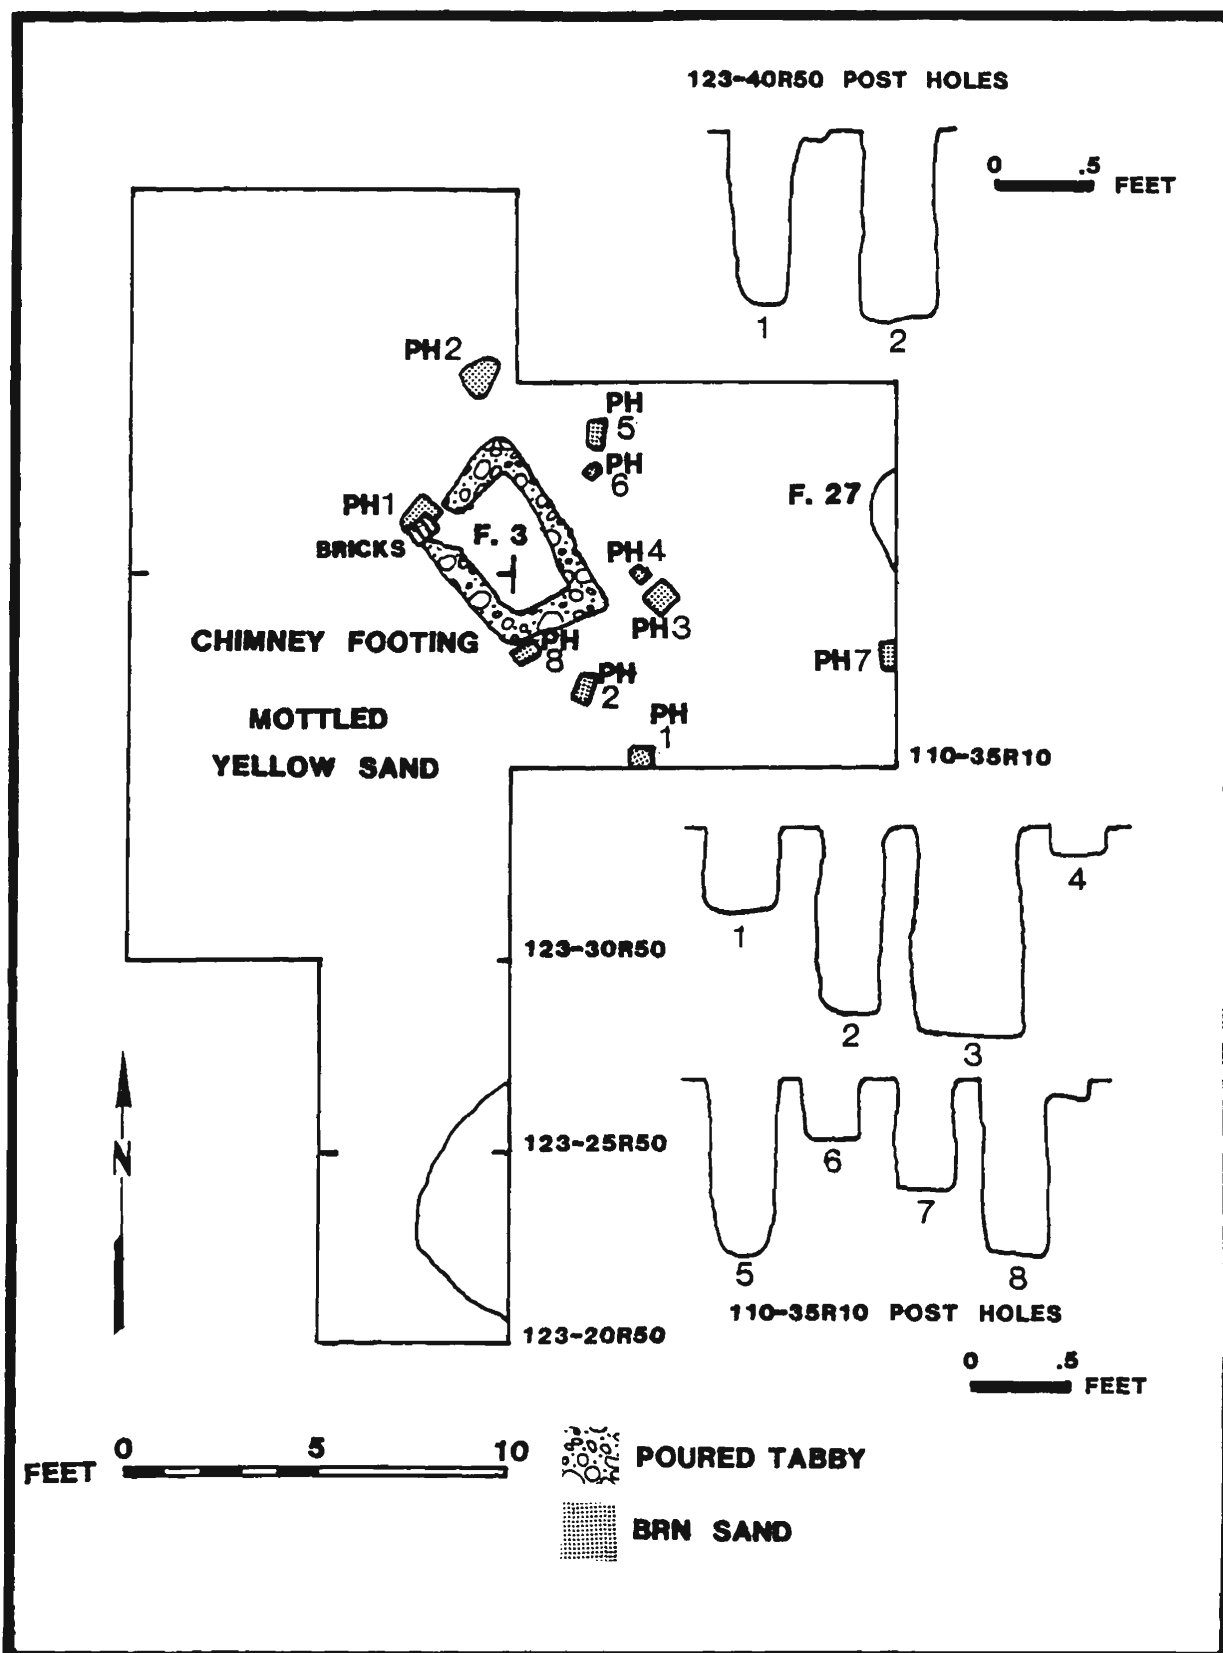 123-40R50 POST HOLES
0 .5
FEET
1
2
PH2
PH
5
PH
6
F. 27
PH1
BRICKS
F. 3
PH4
PH3
CHIMNEY FOOTING
PH
8
PH7
PH
2
MOTTLED
YELLOW SAND
PH
1
110-35R10
1
2
3
4
123-30R50
N
123-25R50
5
6
7
8
110-35R10 POST HOLES
123-20R50
0 .5
FEET
0 5 10
FEET
POURED TABBY
BRN SAND